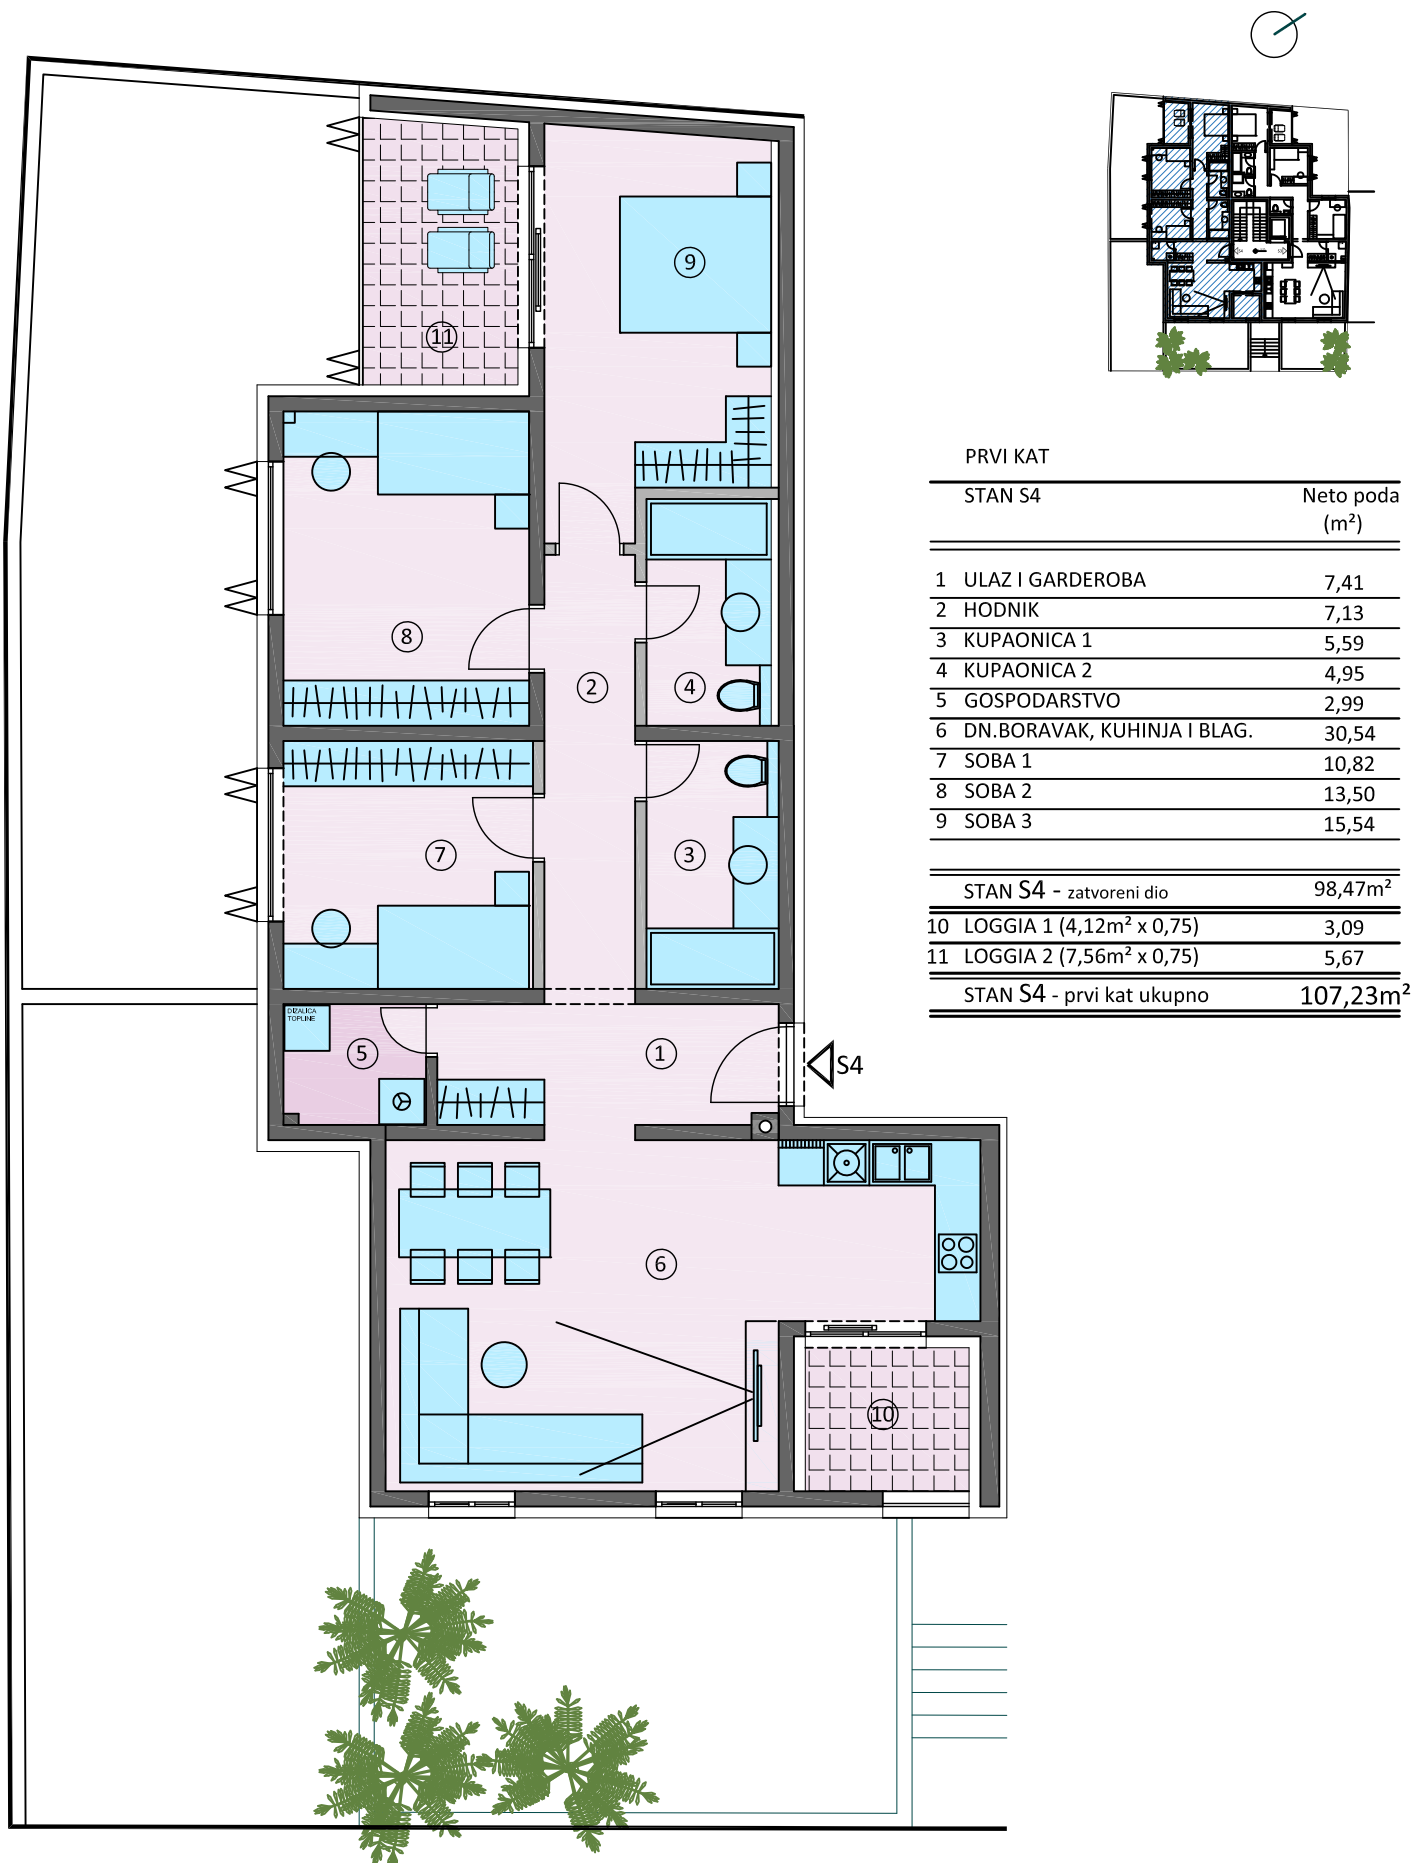 PRVI KAT
STAN S4 Neto poda
(m²)
1 ULAZ I GARDEROBA 7,41
2 HODNIK 7,13
3 KUPAONICA 1 5,59
4 KUPAONICA 2 4,95
5 GOSPODARSTVO 2,99
6 DN.BORAVAK, KUHINJA I BLAG. 30,54
7 SOBA 1 10,82
8 SOBA 2 13,50
9 SOBA 3 15,54
STAN S4 - zatvoreni dio 98,47m²
10 LOGGIA 1 (4,12m² x 0,75) 3,09
11 LOGGIA 2 (7,56m² x 0,75) 5,67
STAN S4 - prvi kat ukupno 107,23m²
9
11
8
2
4
7
3
DIZALICA
TOPLINE
5
1
S4
6
10